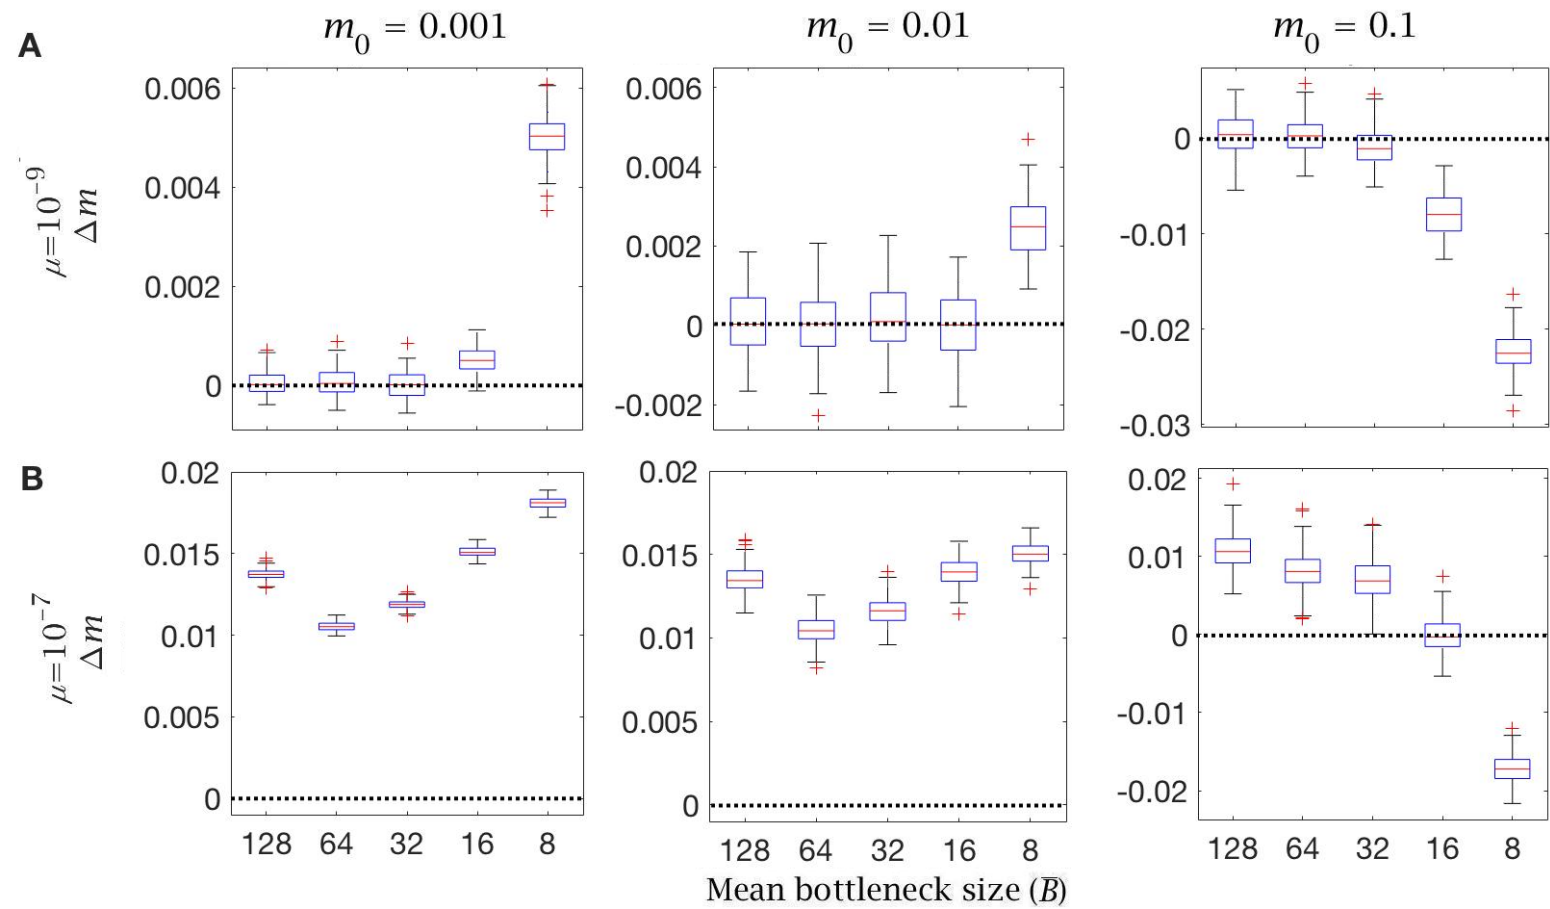 m₀ = 0.001
m₀ = 0.01
m₀ = 0.1
A
μ=10⁻⁹
Δm
0.006
0.004
0.002
0
0.006
0.004
0.002
0
-0.002
0
-0.01
-0.02
-0.03
B
μ=10⁻⁷
Δm
0.02
0.015
0.01
0.005
0
0.02
0.015
0.01
0.005
0
0.02
0.01
0
-0.01
-0.02
128 64 32 16 8
128 64 32 16 8
128 64 32 16 8
Mean bottleneck size (B̅)